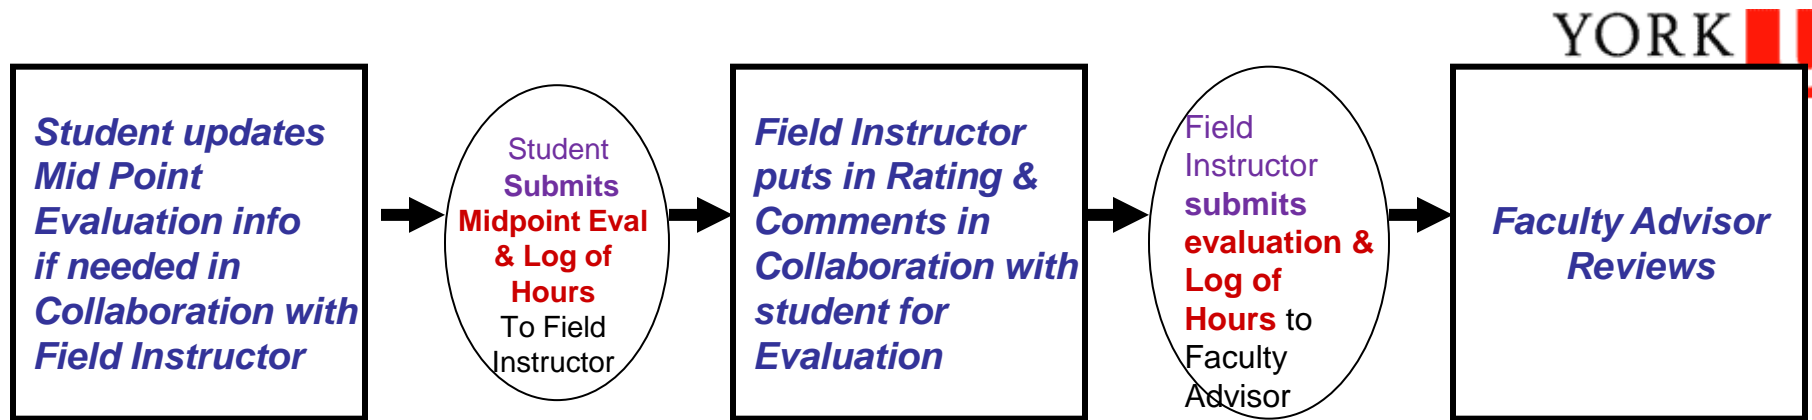 YORK
Student updates
Mid Point
Evaluation info
if needed in
Collaboration with
Field Instructor
Student
Submits
Midpoint Eval
& Log of
Hours
To Field
Instructor
Field Instructor
puts in Rating &
Comments in
Collaboration with
student for
Evaluation
Field
Instructor
submits
evaluation &
Log of
Hours to
Faculty
Advisor
Faculty Advisor
Reviews